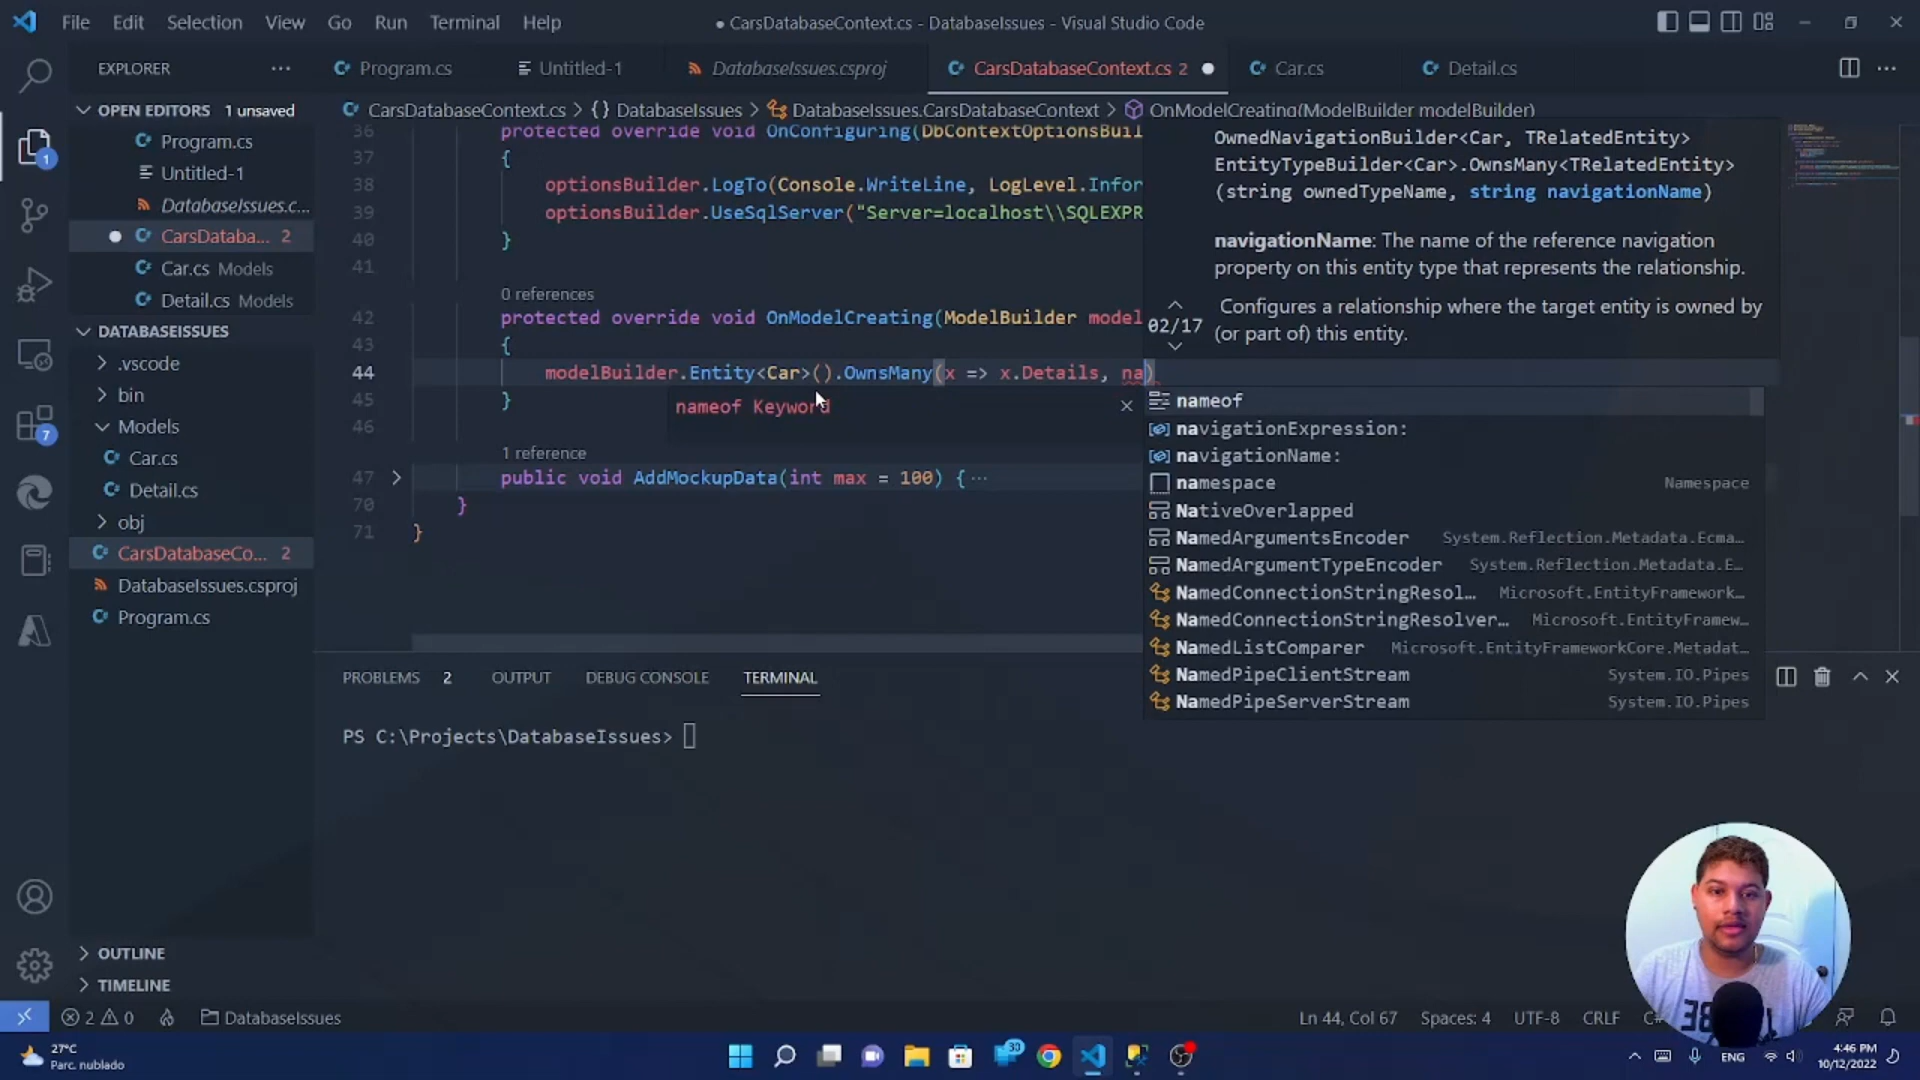 File Edit Selection View Go Run Terminal Help
● CarsDatabaseContext.cs - DatabaseIssues - Visual Studio Code
EXPLORER
Program.cs
Untitled-1
DatabaseIssues.csproj
CarsDatabaseContext.cs 2
Car.cs
Detail.cs
OPEN EDITORS 1 unsaved
Program.cs
Untitled-1
DatabaseIssues.c...
CarsDataba... 2
Car.cs Models
Detail.cs Models
DATABASEISSUES
.vscode
bin
Models
Car.cs
Detail.cs
obj
CarsDatabaseCo... 2
DatabaseIssues.csproj
Program.cs
OUTLINE
TIMELINE
1
7
CarsDatabaseContext.cs > {} DatabaseIssues > DatabaseIssues.CarsDatabaseContext > OnModelCreating(ModelBuilder modelBuilder)
36 protected override void OnConfiguring(DbContextOptionsBuil
37 {
38 optionsBuilder.LogTo(Console.WriteLine, LogLevel.Infor
39 optionsBuilder.UseSqlServer("Server=localhost\\SQLEXPR
40 }
41
0 references
42 protected override void OnModelCreating(ModelBuilder model
43 {
44 modelBuilder.Entity<Car>().OwnsMany(x => x.Details, na)
45 }
46
1 reference
47 public void AddMockupData(int max = 100) {...
70 }
71 }
nameof Keyword
OwnedNavigationBuilder<Car, TRelatedEntity>
EntityTypeBuilder<Car>.OwnsMany<TRelatedEntity>
(string ownedTypeName, string navigationName)
navigationName: The name of the reference navigation
property on this entity type that represents the relationship.
02/17
Configures a relationship where the target entity is owned by
(or part of) this entity.
nameof
navigationExpression:
navigationName:
namespace Namespace
NativeOverlapped
NamedArgumentsEncoder System.Reflection.Metadata.Ecma...
NamedArgumentTypeEncoder System.Reflection.Metadata.E...
NamedConnectionStringResol... Microsoft.EntityFramework...
NamedConnectionStringResolver... Microsoft.EntityFramew...
NamedListComparer Microsoft.EntityFrameworkCore.Metadat...
NamedPipeClientStream System.IO.Pipes
NamedPipeServerStream System.IO.Pipes
PROBLEMS 2 OUTPUT DEBUG CONSOLE TERMINAL
PS C:\Projects\DatabaseIssues>
2 0 DatabaseIssues
Ln 44, Col 67 Spaces: 4 UTF-8 CRLF
27°C
Parc. nublado
30
ENG
4:46 PM
10/12/2022